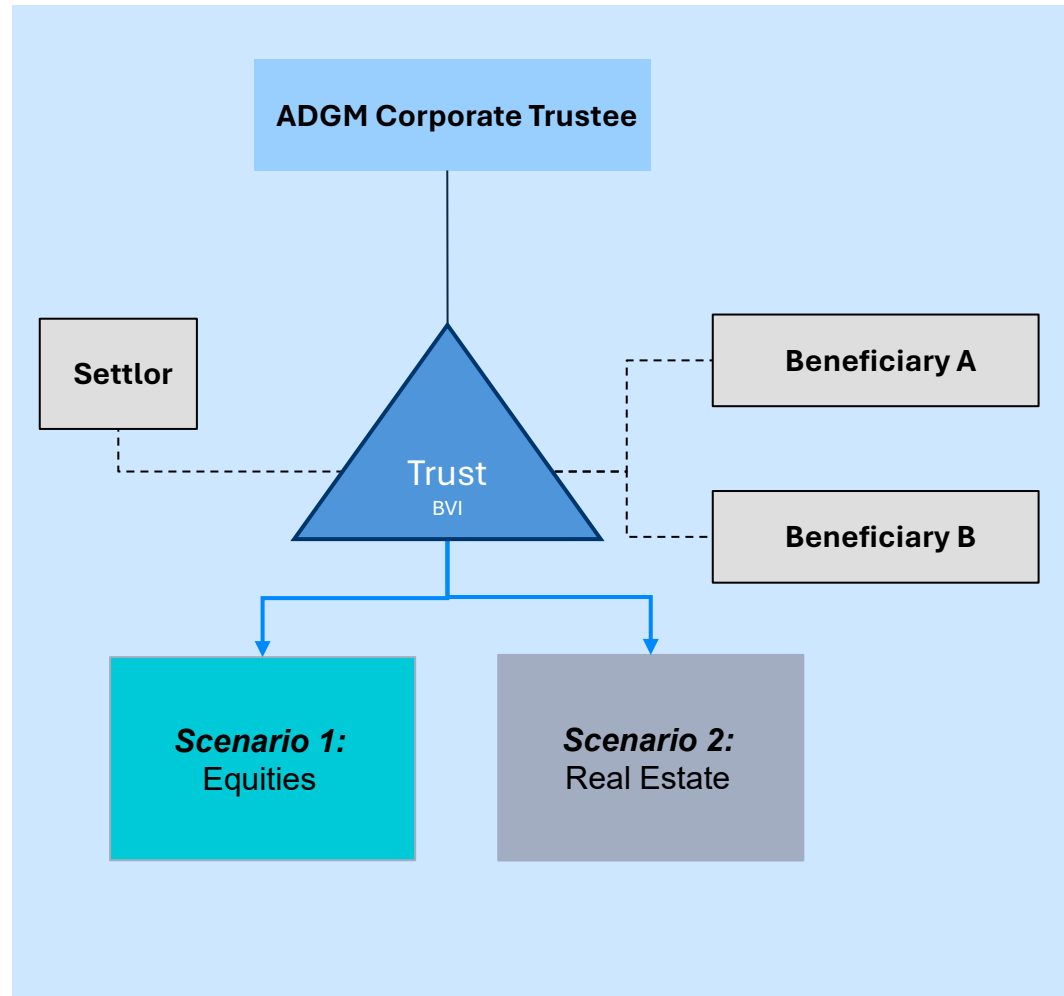 ADGM Corporate Trustee
Settlor
Beneficiary A
Trust
BVI
Beneficiary B
Scenario 1:
Equities
Scenario 2:
Real Estate